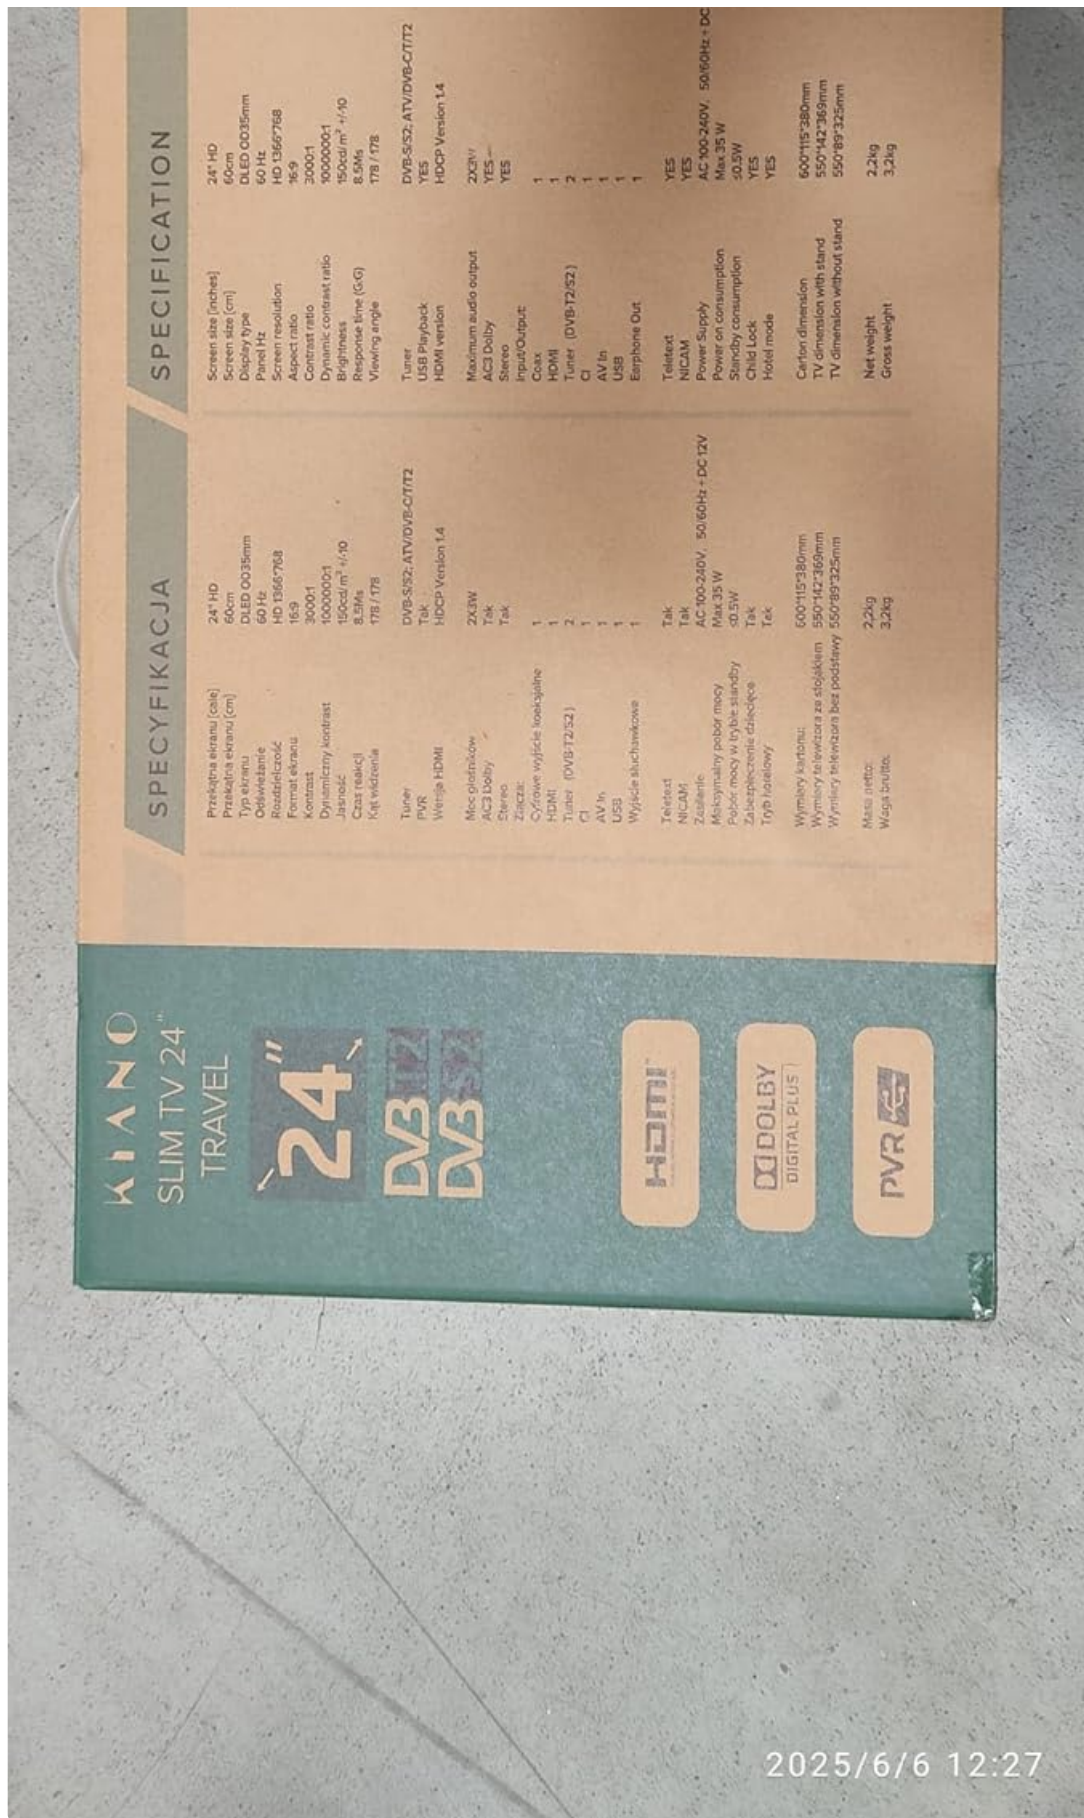 KIANO
SLIM TV 24"
TRAVEL
24"
DVB T2
DVB S2
HDMI™
DOLBY
DIGITAL PLUS
PVR
SPECYFIKACJA
Przekątna ekranu [cale] 24" HD
Przekątna ekranu [cm] 60cm
Typ ekranu DLED OD35mm
Odświeżanie 60 Hz
Rozdzielczość HD 1366*768
Format ekranu 16:9
Kontrast 3000:1
Dynamiczny kontrast 1000000:1
Jasność 150cd/m² +/-10
Czas reakcji 8.5Ms
Kąt widzenia 178 / 178
Tuner DVB-S/S2; ATV/DVB-C/T/T2
PVR Tak
Wersja HDMI HDCP Version 1.4
Moc głośników 2X3W
AC3 Dolby Tak
Stereo Tak
Złącza:
Cyfrowe wyjście koeksjalne 1
HDMI 1
Tuner (DVB-T2/S2) 2
CI 1
AV In 1
USB 1
Wyjście słuchawkowe 1
Teletext Tak
NICAM Tak
Zasilenie AC 100-240V, 50/60Hz + DC 12V
Maksymalny pobór mocy Max 35 W
Pobór mocy w trybie standby ≤0.5W
Zabezpieczenie dziecięce Tak
Tryb hotelowy Tak
Wymiary kartonu: 600*115*380mm
Wymiary telewizora za stojakiem 550*142*369mm
Wymiary telewizora bez podstawy 550*89*325mm
Masa netto: 2,2kg
Waga brutto: 3,2kg
SPECIFICATION
Screen size [inches] 24" HD
Screen size [cm] 60cm
Display type DLED OD35mm
Panel Hz 60 Hz
Screen resolution HD 1366*768
Aspect ratio 16:9
Contrast ratio 3000:1
Dynamic contrast ratio 1000000:1
Brightness 150cd/m² +/-10
Response time (G:G) 8.5Ms
Viewing angle 178 / 178
Tuner DVB-S/S2; ATV/DVB-C/T/T2
USB Playback YES
HDMI version HDCP Version 1.4
Maximum audio output 2X3W
AC3 Dolby YES
Stereo YES
Input/Output:
Coax 1
HDMI 1
Tuner (DVB-T2/S2) 2
CI 1
AV In 1
USB 1
Earphone Out 1
Teletext YES
NICAM YES
Power Supply AC 100-240V, 50/60Hz + DC
Power on consumption Max 35 W
Standby consumption ≤0.5W
Child Lock YES
Hotel mode YES
Carton dimension 600*115*380mm
TV dimension with stand 550*142*369mm
TV dimension without stand 550*89*325mm
Net weight 2,2kg
Gross weight 3,2kg
2025/6/6 12:27